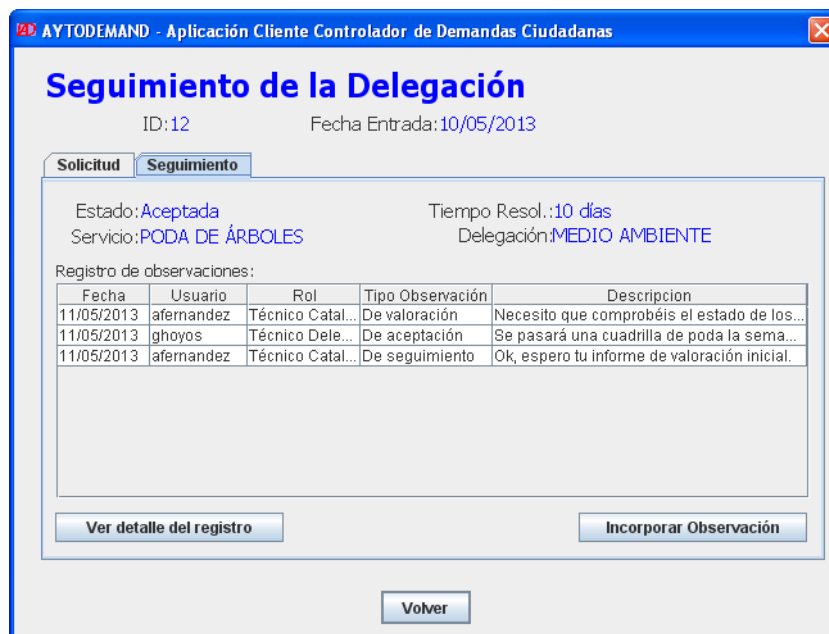 AYTODEMAND - Aplicación Cliente Controlador de Demandas Ciudadanas
Seguimiento de la Delegación
ID:12 Fecha Entrada:10/05/2013
Solicitud Seguimiento
Estado:Aceptada Tiempo Resol.:10 días
Servicio:PODA DE ÁRBOLES Delegación:MEDIO AMBIENTE
Registro de observaciones:
Fecha Usuario Rol Tipo Observación Descripcion
11/05/2013 afernandez Técnico Catal... De valoración Necesito que comprobéis el estado de los...
11/05/2013 ghoyos Técnico Dele... De aceptación Se pasará una cuadrilla de poda la sema...
11/05/2013 afernandez Técnico Catal... De seguimiento Ok, espero tu informe de valoración inicial.
Ver detalle del registro Incorporar Observación
Volver